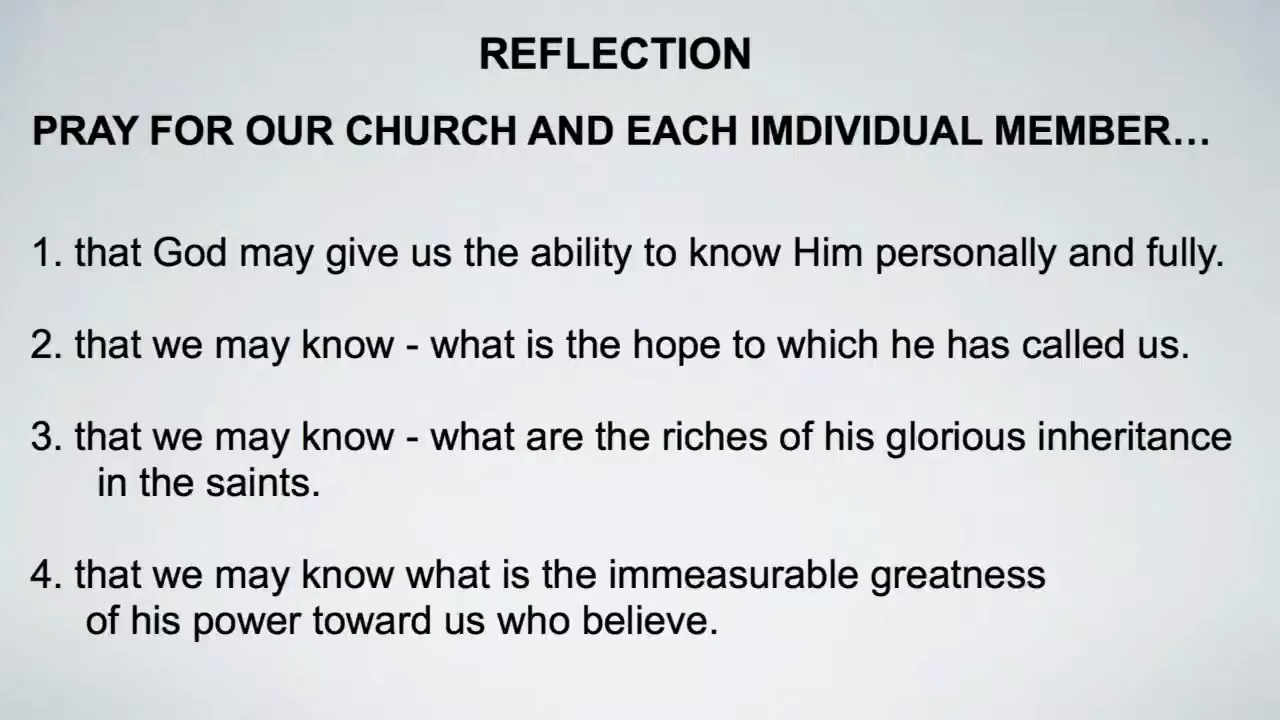 REFLECTION
PRAY FOR OUR CHURCH AND EACH IMDIVIDUAL MEMBER…
1. that God may give us the ability to know Him personally and fully.
2. that we may know - what is the hope to which he has called us.
3. that we may know - what are the riches of his glorious inheritance
in the saints.
4. that we may know what is the immeasurable greatness
of his power toward us who believe.